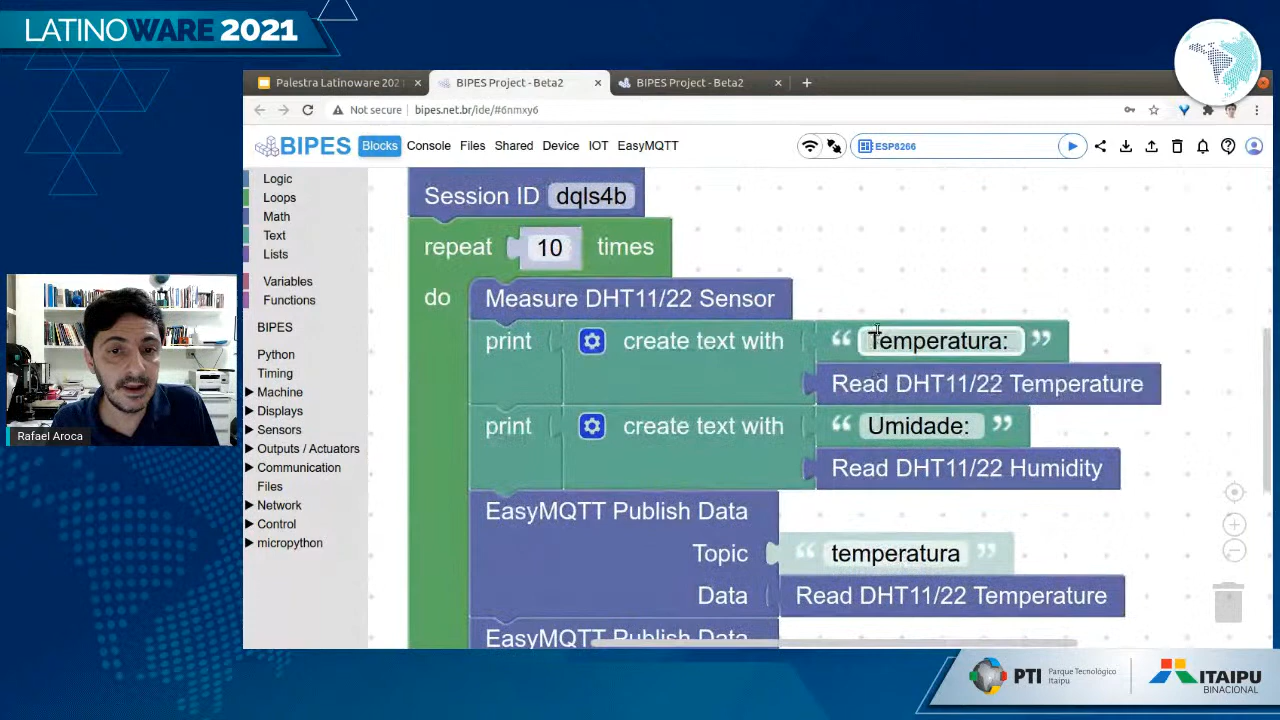 LATINOWARE 2021
Palestra Latinoware 202
BIPES Project - Beta2
BIPES Project - Beta2
Not secure
bipes.net.br/ide/#6nmxy6
BIPES
Blocks
Console
Files
Shared
Device
IOT
EasyMQTT
ESP8266
Logic
Loops
Math
Text
Lists
Variables
Functions
BIPES
Python
Timing
Machine
Displays
Sensors
Outputs / Actuators
Communication
Files
Network
Control
micropython
Session ID dqls4b
repeat 10 times
do
Measure DHT11/22 Sensor
print create text with “ Temperatura: ”
Read DHT11/22 Temperature
print create text with “ Umidade: ”
Read DHT11/22 Humidity
EasyMQTT Publish Data
Topic “ temperatura ”
Data Read DHT11/22 Temperature
EasyMQTT Publish Data
Rafael Aroca
PTI Parque Tecnológico
Itaipu
ITAIPU
BINACIONAL